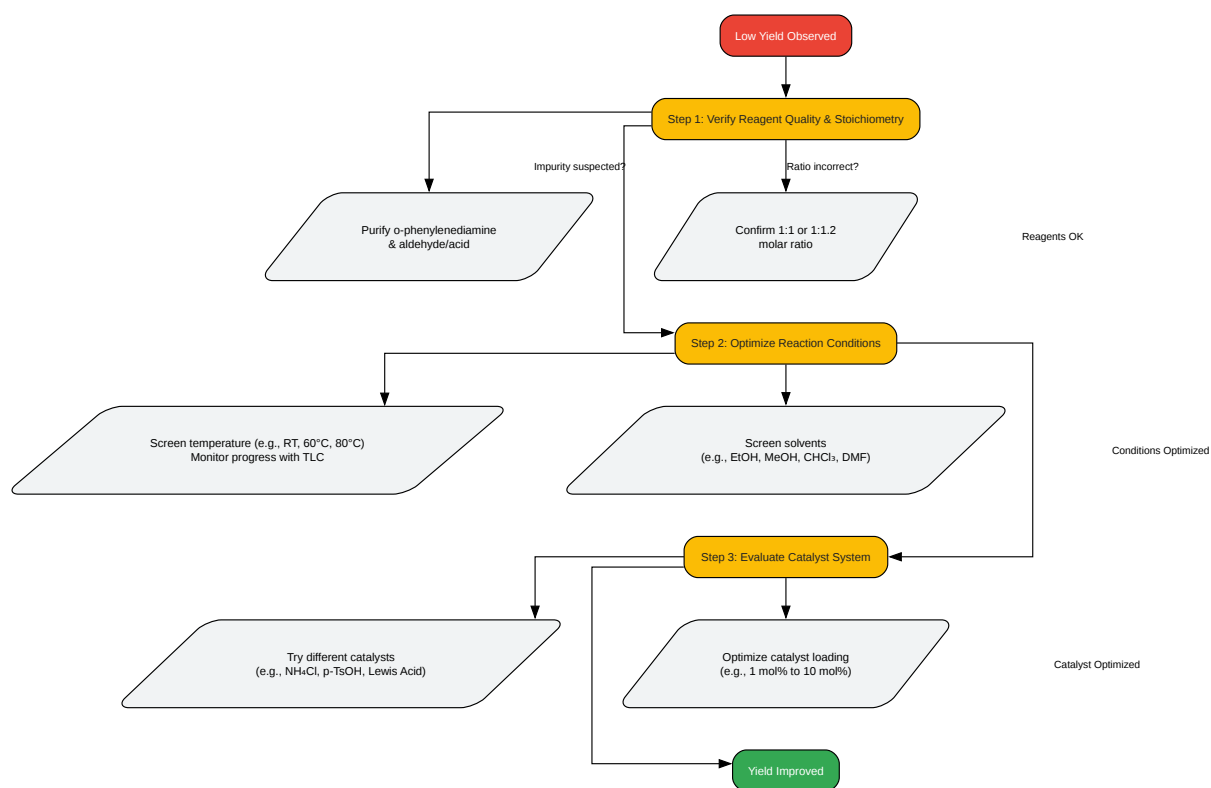 Low Yield Observed
Step 1: Verify Reagent Quality & Stoichiometry
Impurity suspected?
Ratio incorrect?
Purify o-phenylenediamine
& aldehyde/acid
Confirm 1:1 or 1:1.2
molar ratio
Reagents OK
Step 2: Optimize Reaction Conditions
Screen temperature (e.g., RT, 60°C, 80°C)
Monitor progress with TLC
Screen solvents
(e.g., EtOH, MeOH, CHCl₃, DMF)
Conditions Optimized
Step 3: Evaluate Catalyst System
Try different catalysts
(e.g., NH₄Cl, p-TsOH, Lewis Acid)
Optimize catalyst loading
(e.g., 1 mol% to 10 mol%)
Catalyst Optimized
Yield Improved